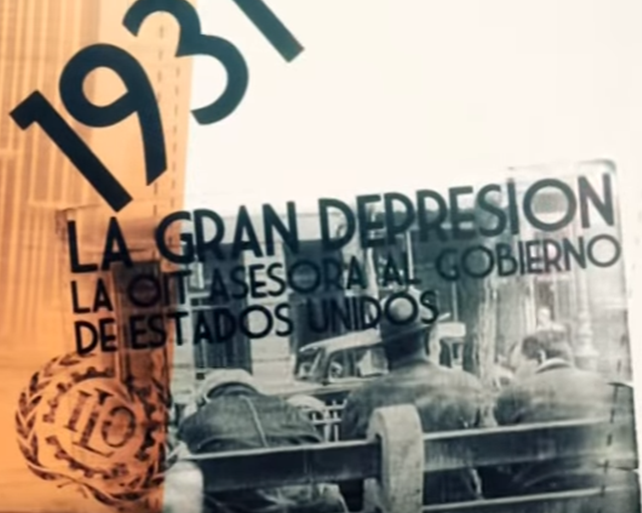 1931
LA GRAN DEPRESION
LA OIT ASESORA AL GOBIERNO
DE ESTADOS UNIDOS
ILO